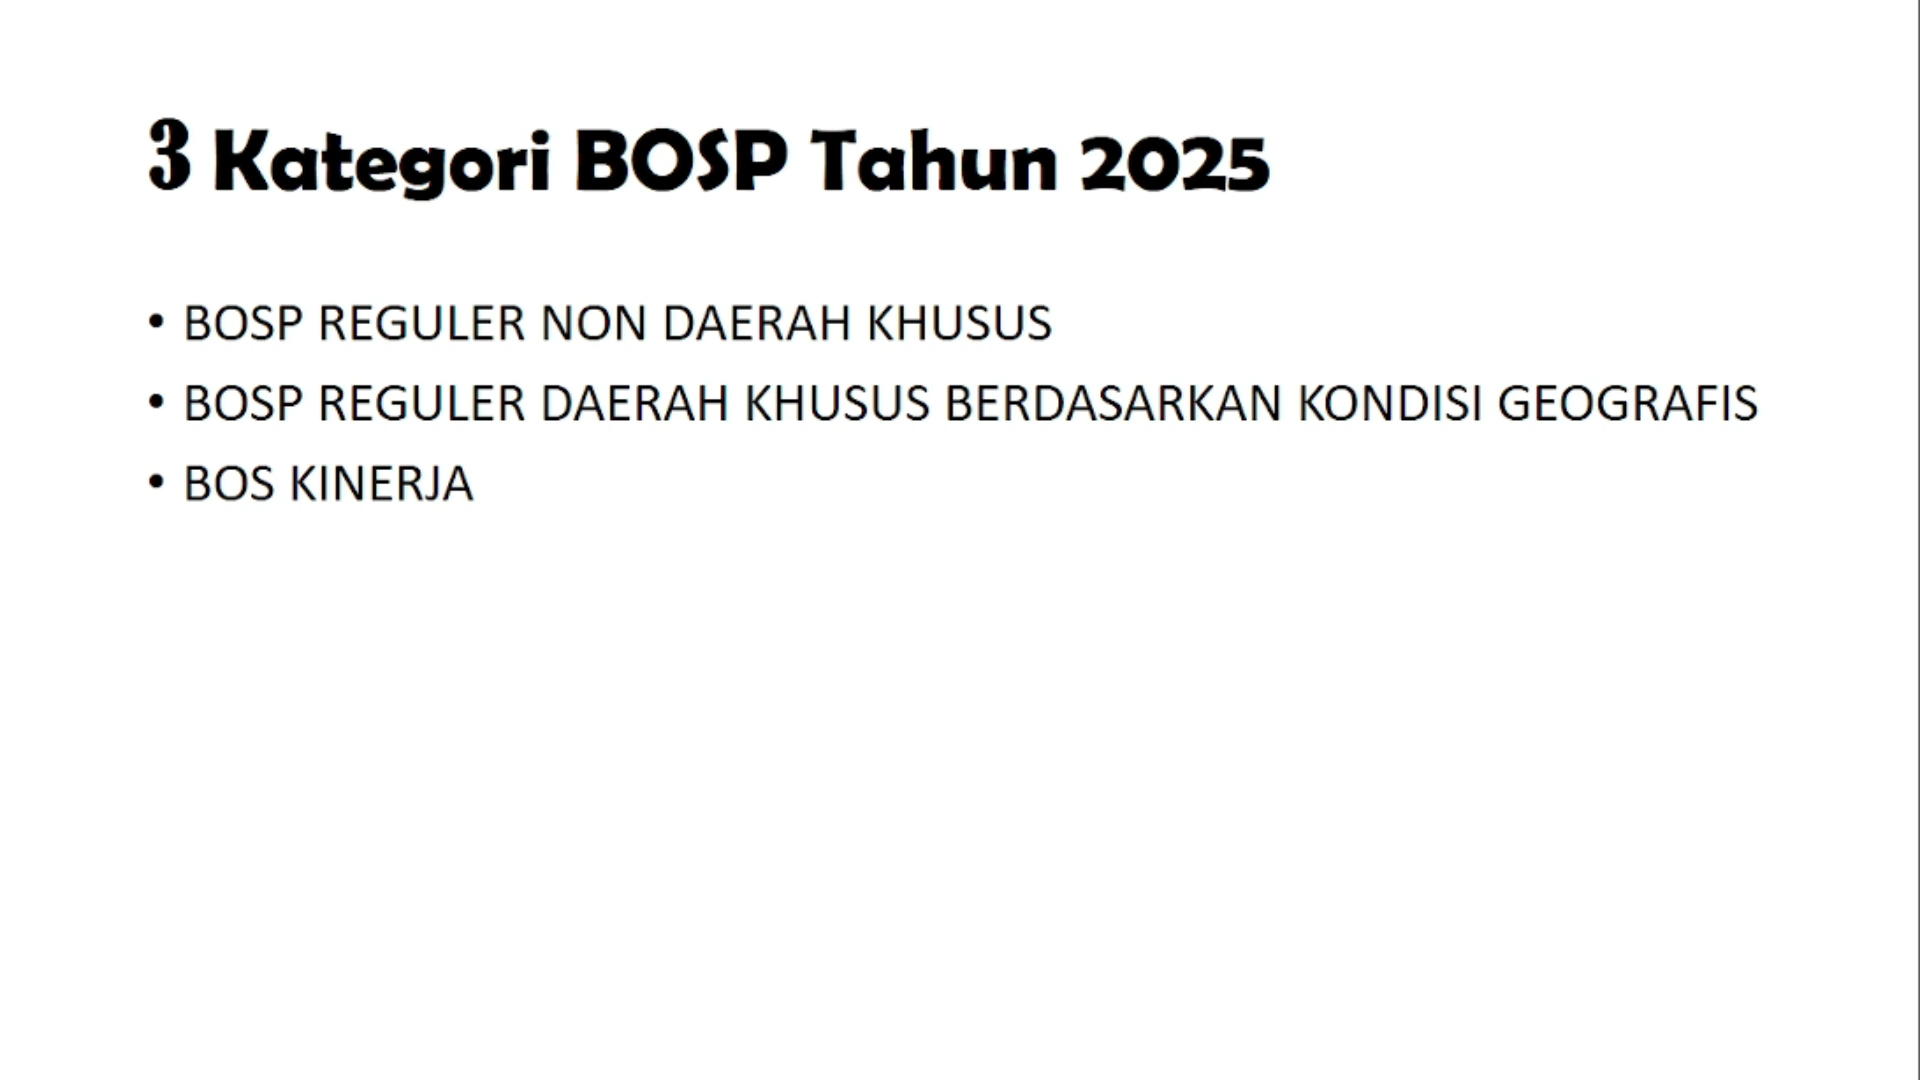 3 Kategori BOSP Tahun 2025
• BOSP REGULER NON DAERAH KHUSUS
• BOSP REGULER DAERAH KHUSUS BERDASARKAN KONDISI GEOGRAFIS
• BOS KINERJA